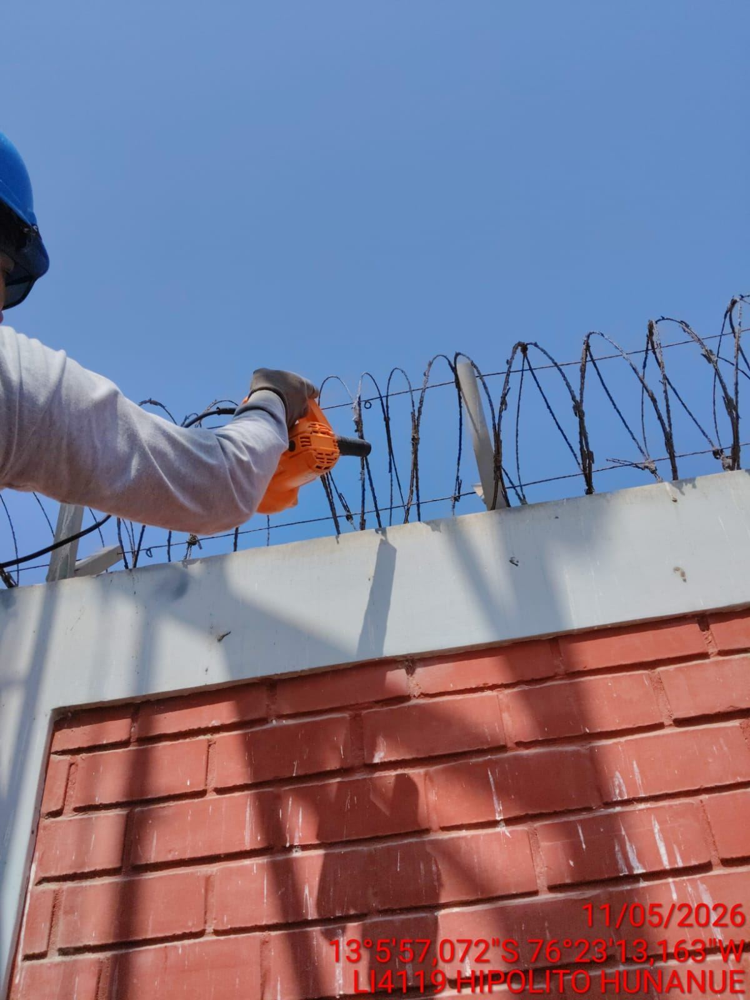 11/05/2026
13°5'57,072"S 76°23'13,163"W
LI4119 HIPOLITO HUNANUE